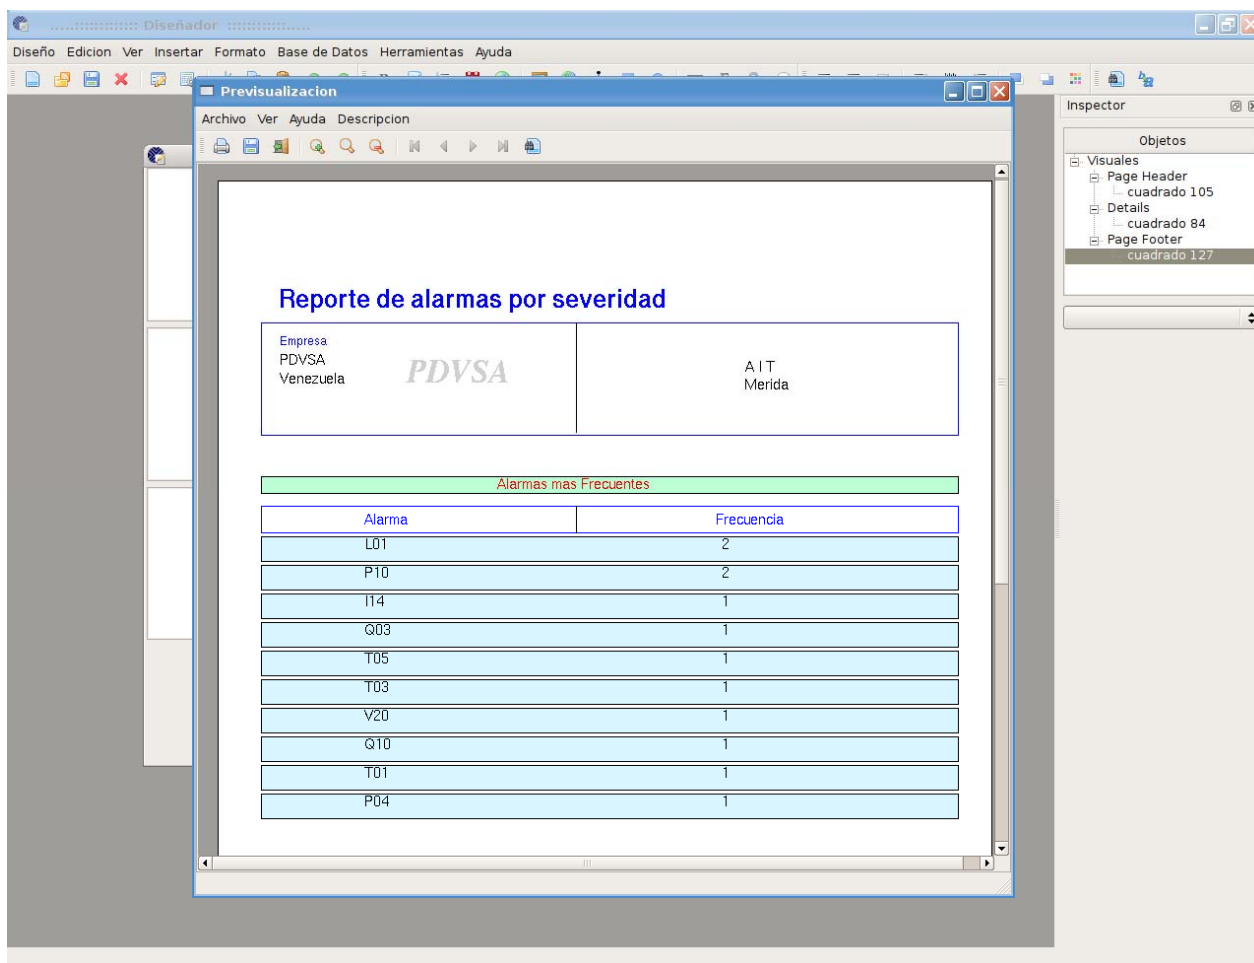 .....::::::::::::: Diseñador ::::::::::::.....
Diseño Edicion Ver Insertar Formato Base de Datos Herramientas Ayuda
Previsualizacion
Archivo Ver Ayuda Descripcion
Reporte de alarmas por severidad
Empresa
PDVSA
Venezuela
PDVSA
A I T
Merida
Alarmas mas Frecuentes
Alarma Frecuencia
L01 2
P10 2
I14 1
Q03 1
T05 1
T03 1
V20 1
Q10 1
T01 1
P04 1
Inspector
Objetos
Visuales
Page Header
cuadrado 105
Details
cuadrado 84
Page Footer
cuadrado 127